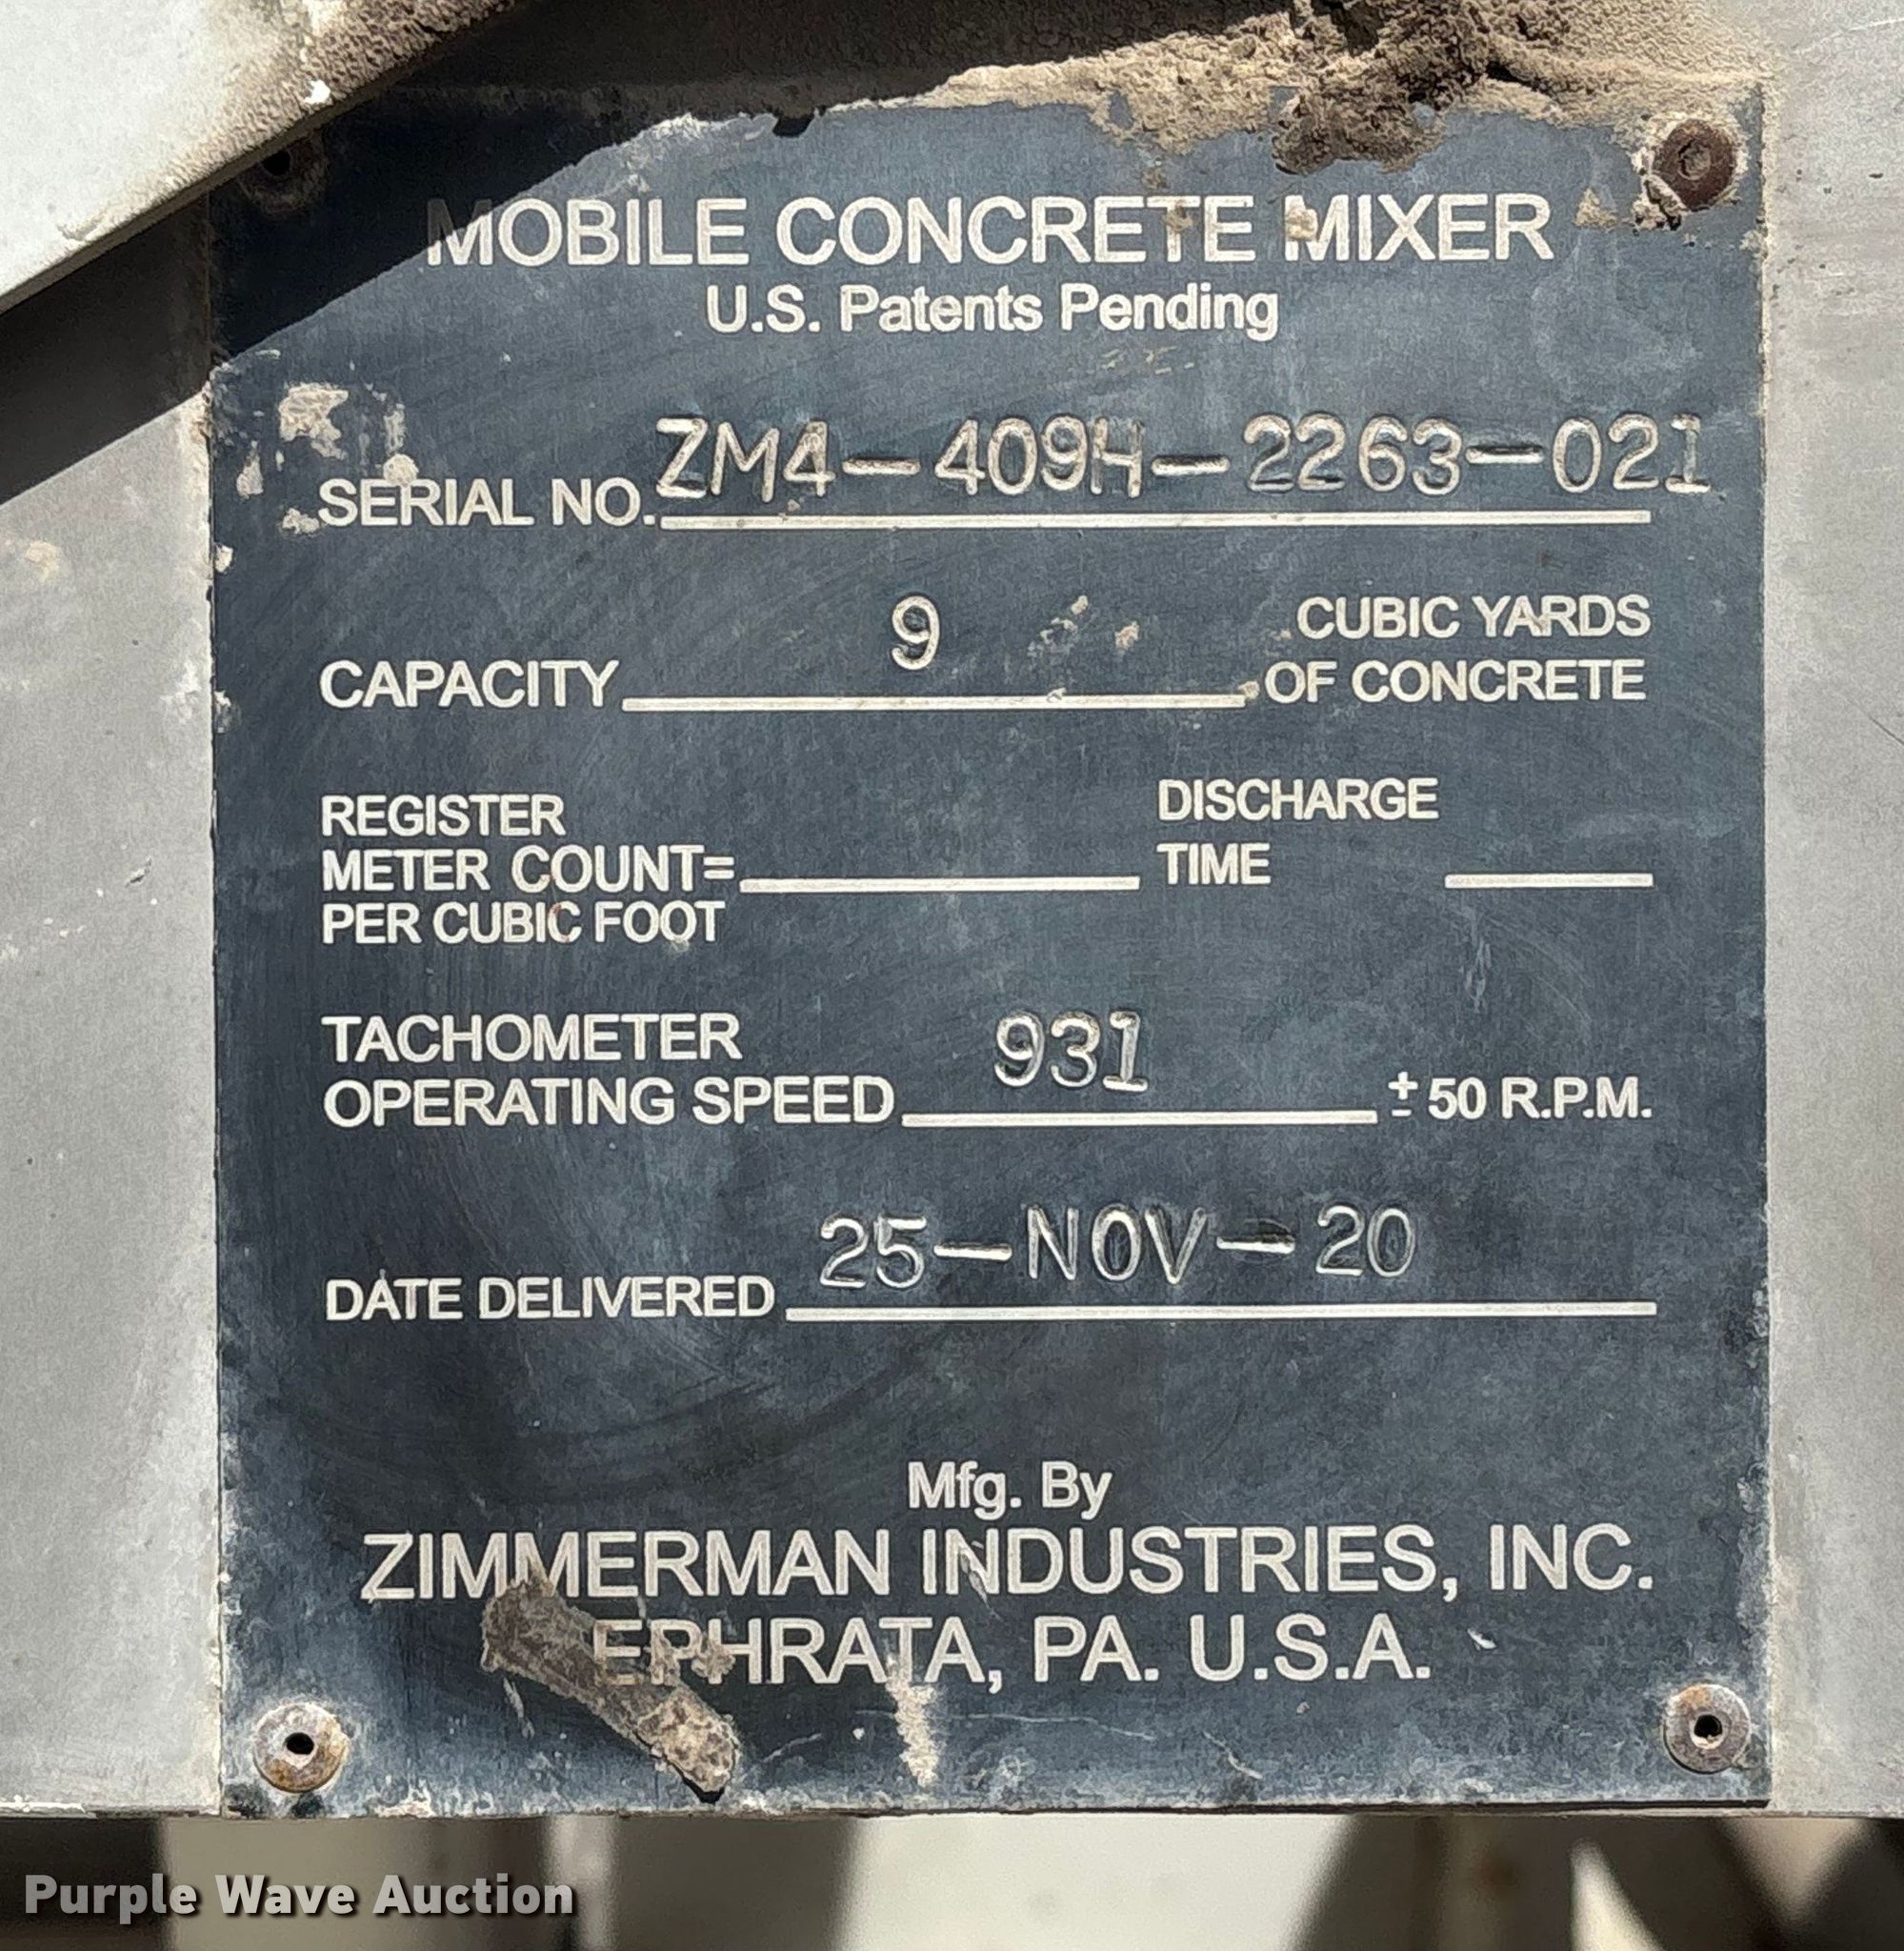 MOBILE CONCRETE MIXER
U.S. Patents Pending
SERIAL NO. ZM4-409H-2263-021
CAPACITY 9 CUBIC YARDS
OF CONCRETE
REGISTER
METER COUNT=
PER CUBIC FOOT
DISCHARGE
TIME
TACHOMETER
OPERATING SPEED 931 ± 50 R.P.M.
DATE DELIVERED 25-NOV-20
Mfg. By
ZIMMERMAN INDUSTRIES, INC.
EPHRATA, PA. U.S.A.
Purple Wave Auction